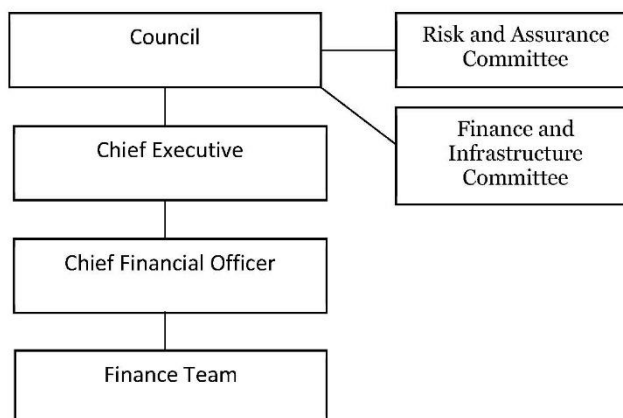 Council
Risk and Assurance
Committee
Finance and
Infrastructure
Committee
Chief Executive
Chief Financial Officer
Finance Team